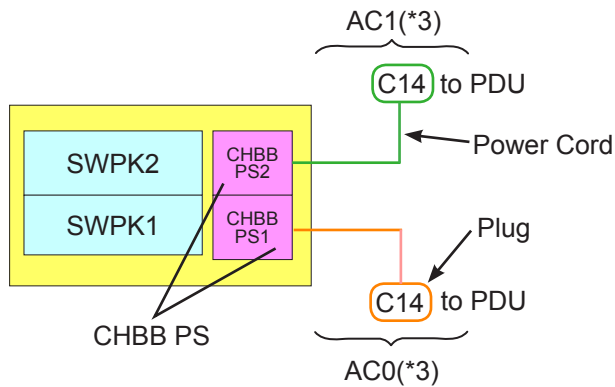 AC1(*3)
C14 to PDU
Power Cord
SWPK2
CHBB
PS2
SWPK1
CHBB
PS1
Plug
C14 to PDU
CHBB PS
AC0(*3)